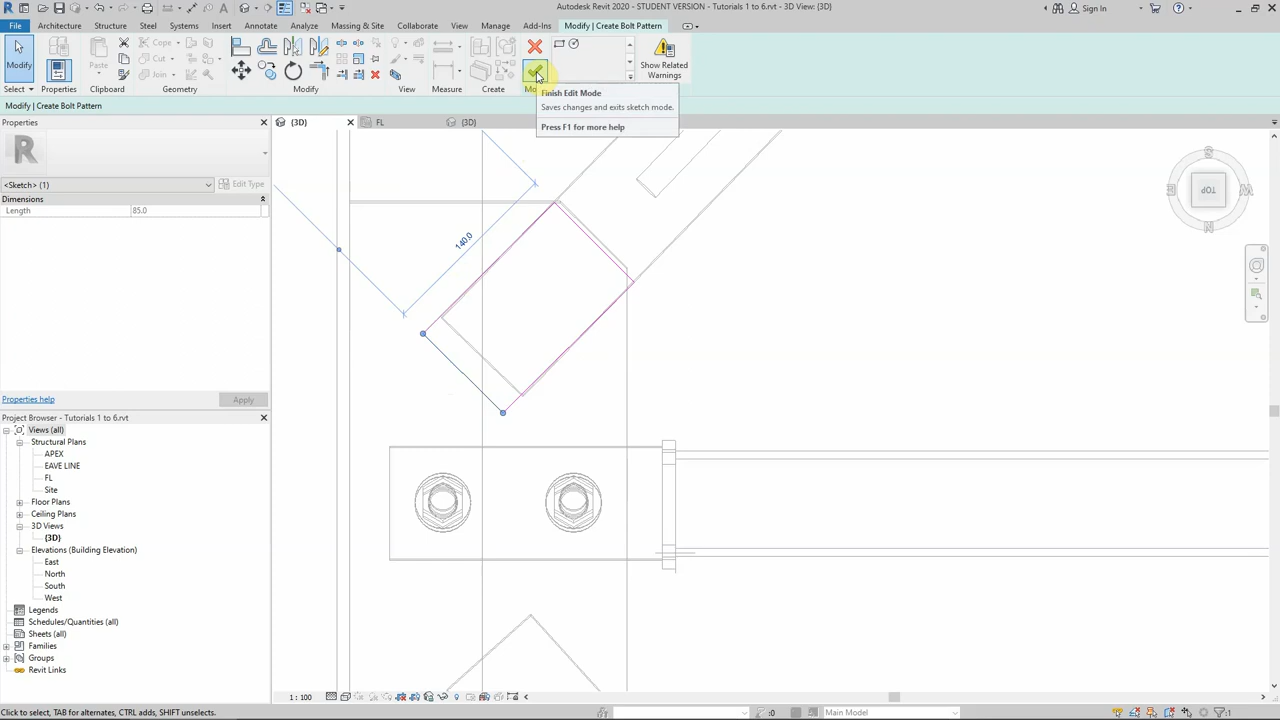 Autodesk Revit 2020 - STUDENT VERSION - Tutorials 1 to 6.rvt - 3D View: {3D}
Sign In
File Architecture Structure Steel Systems Insert Annotate Analyze Massing & Site Collaborate View Manage Add-Ins Modify | Create Bolt Pattern
Modify
Paste
Cope
Cut
Join
Show Related
Warnings
Select Properties Clipboard Geometry Modify View Measure Create
Finish Edit Mode
Saves changes and exits sketch mode.
Press F1 for more help
Modify | Create Bolt Pattern
Properties
{3D}
FL
{3D}
R
<Sketch> (1)
Edit Type
Dimensions
Length 85.0
140.0
S
TOP
E
W
N
Properties help
Apply
Project Browser - Tutorials 1 to 6.rvt
Views (all)
Structural Plans
APEX
EAVE LINE
FL
Site
Floor Plans
Ceiling Plans
3D Views
{3D}
Elevations (Building Elevation)
East
North
South
West
Legends
Schedules/Quantities (all)
Sheets (all)
Families
Groups
Revit Links
1 : 100
Click to select, TAB for alternates, CTRL adds, SHIFT unselects.
:0
Main Model
:1